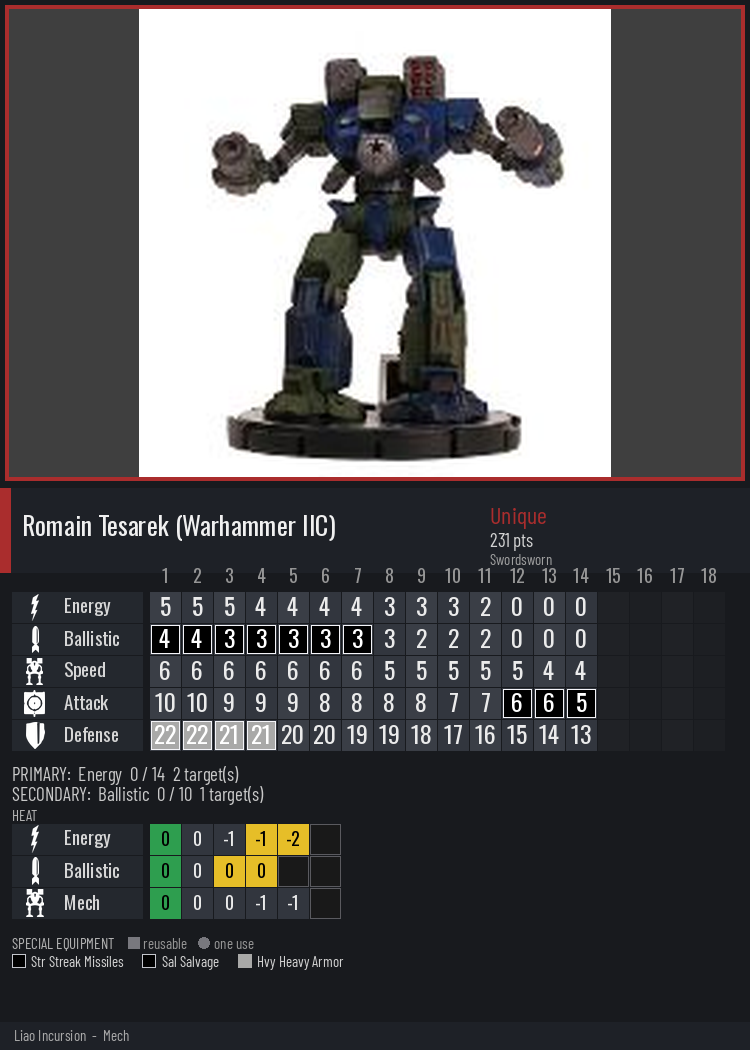 Romain Tesarek (Warhammer IIC)
Unique
231 pts
Swordsworn
1 2 3 4 5 6 7 8 9 10 11 12 13 14 15 16 17 18
Energy 5 5 5 4 4 4 4 3 3 3 2 0 0 0
Ballistic 4 4 3 3 3 3 3 3 2 2 2 0 0 0
Speed 6 6 6 6 6 6 6 5 5 5 5 5 4 4
Attack 10 10 9 9 9 8 8 8 8 7 7 6 6 5
Defense 22 22 21 21 20 20 19 19 18 17 16 15 14 13
PRIMARY: Energy 0 / 14 2 target(s)
SECONDARY: Ballistic 0 / 10 1 target(s)
HEAT
Energy 0 0 -1 -1 -2
Ballistic 0 0 0 0
Mech 0 0 0 -1 -1
SPECIAL EQUIPMENT reusable one use
Str Streak Missiles Sal Salvage Hvy Heavy Armor
Liao Incursion - Mech